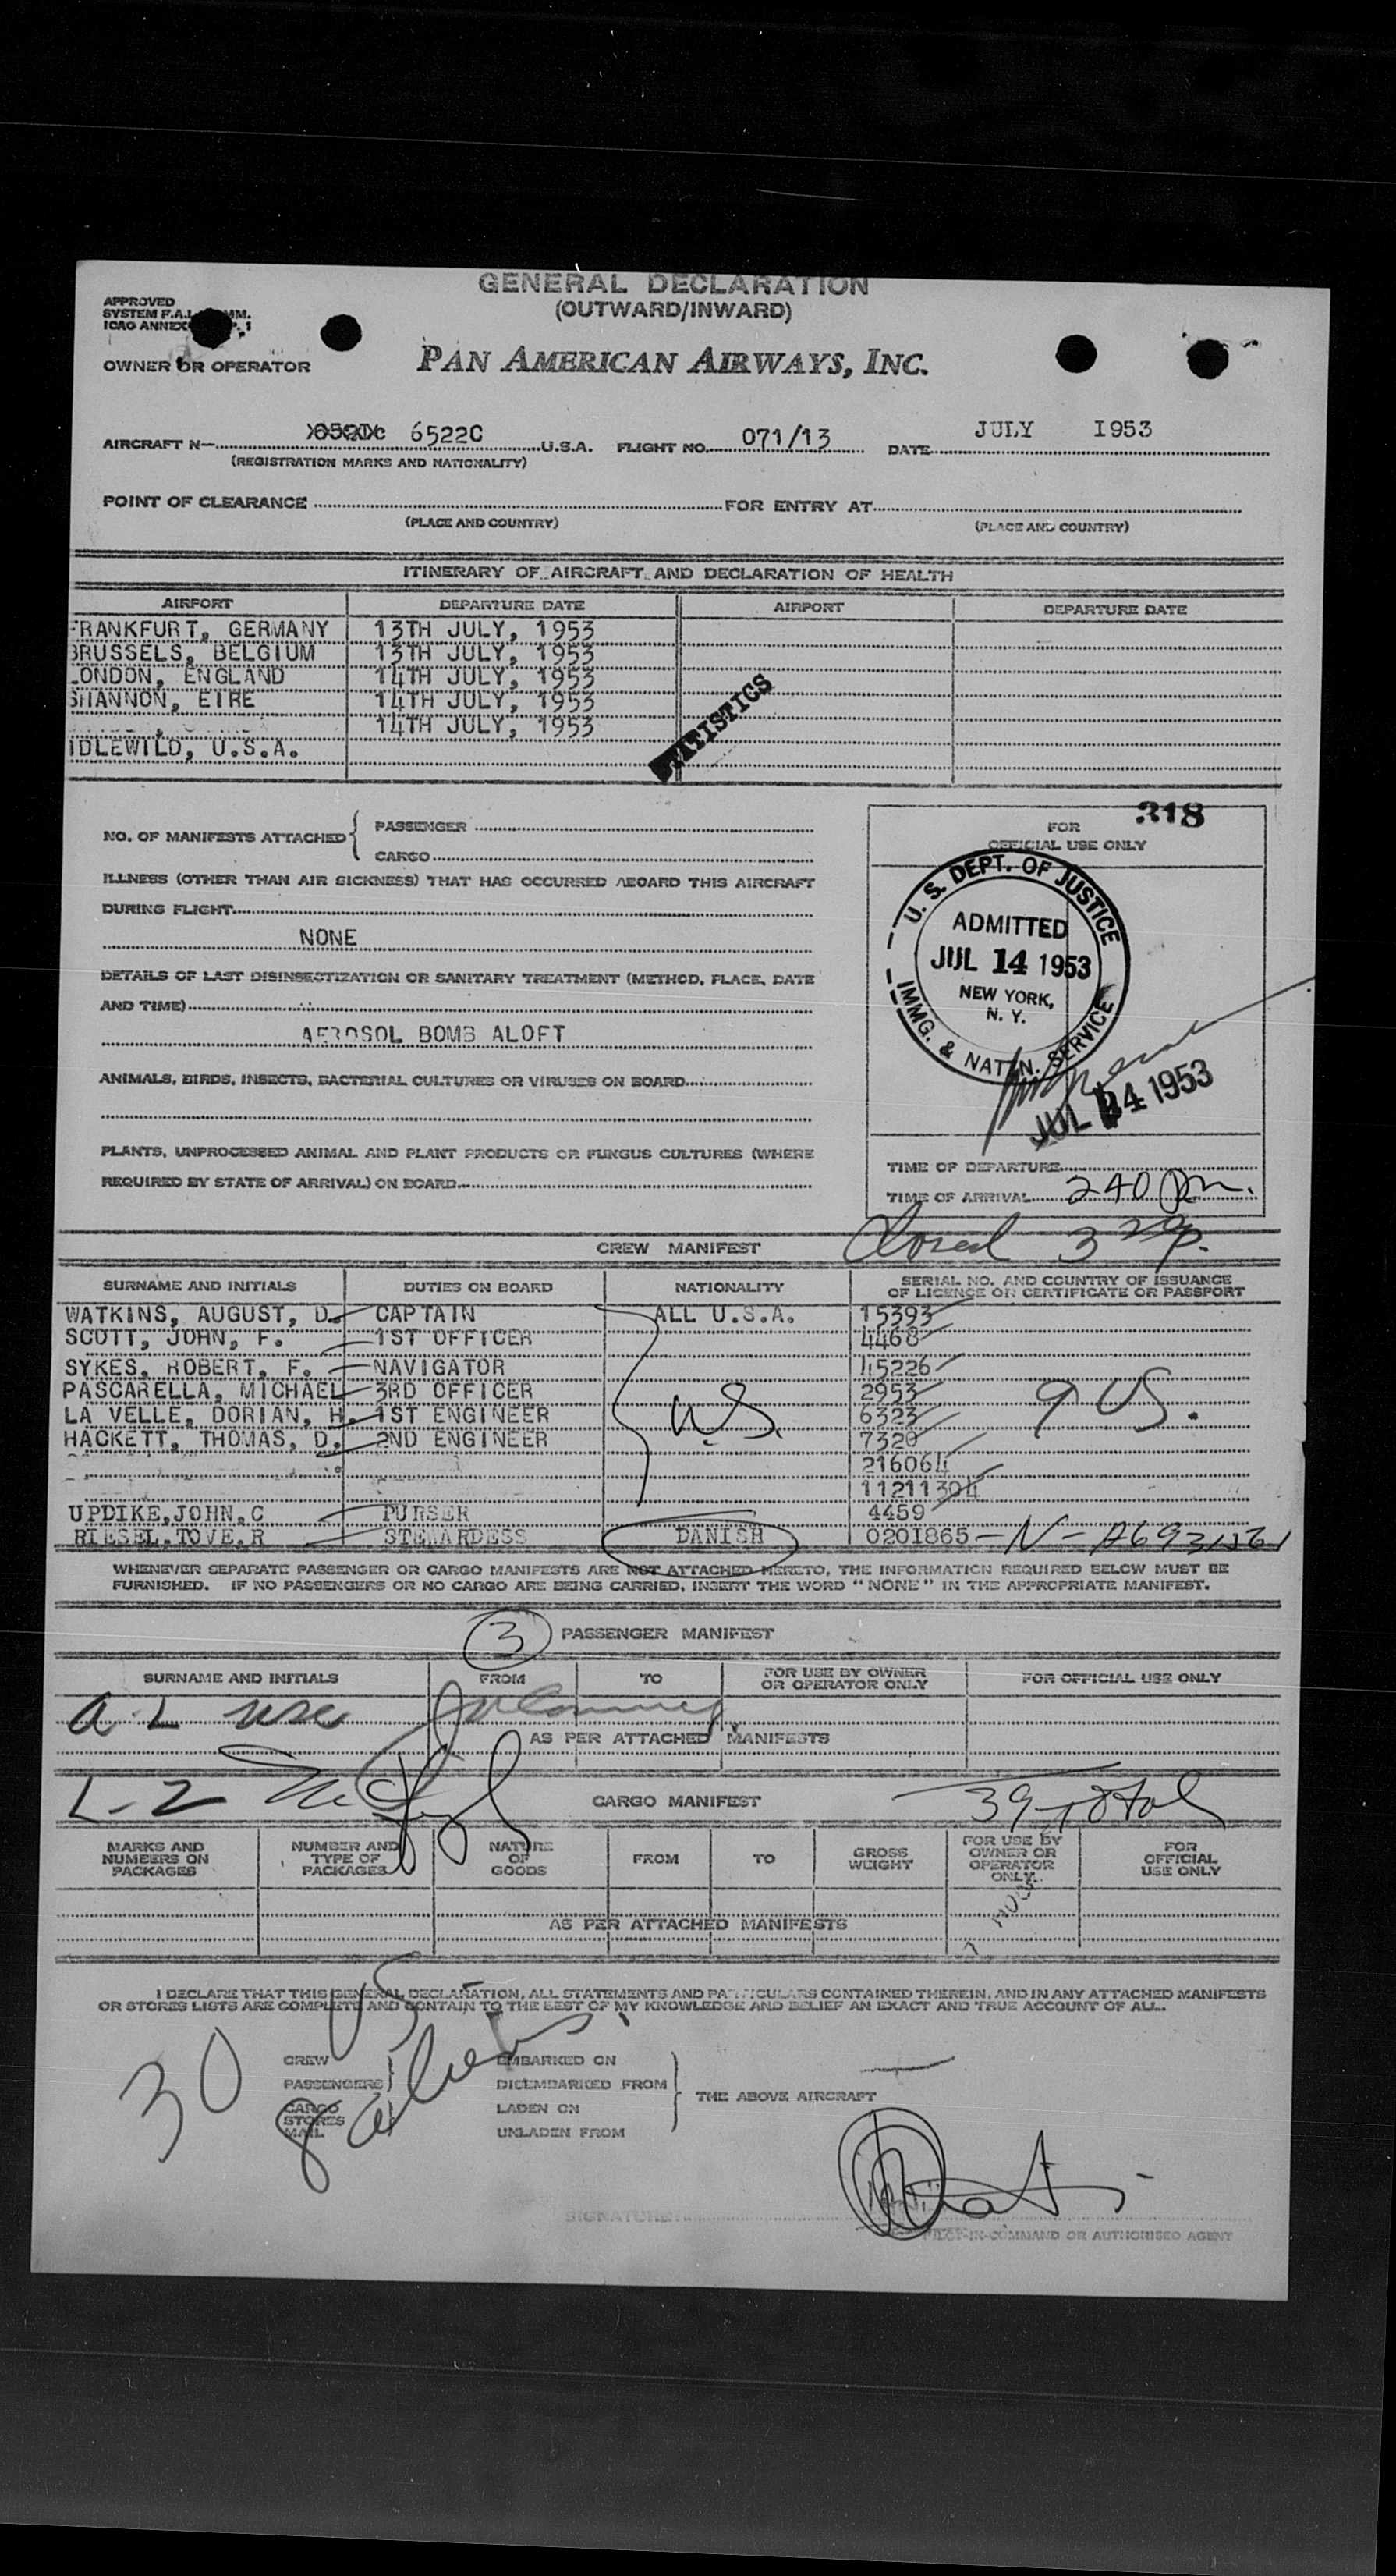 GENERAL DECLARATION
(OUTWARD/INWARD)
APPROVED
SYSTEM F.A.L. MM.
ICAO ANNEX P. 1
OWNER OR OPERATOR PAN AMERICAN AIRWAYS, INC.
AIRCRAFT N— 6522C U.S.A. FLIGHT NO. 071/13 DATE JULY 1953
(REGISTRATION MARKS AND NATIONALITY)
POINT OF CLEARANCE FOR ENTRY AT
(PLACE AND COUNTRY) (PLACE AND COUNTRY)
ITINERARY OF AIRCRAFT AND DECLARATION OF HEALTH
AIRPORT DEPARTURE DATE AIRPORT DEPARTURE DATE
FRANKFURT, GERMANY 13TH JULY, 1953
BRUSSELS, BELGIUM 13TH JULY, 1953
LONDON, ENGLAND 14TH JULY, 1953
SHANNON, EIRE 14TH JULY, 1953
14TH JULY, 1953
IDLEWILD, U.S.A.
STATISTICS
318
NO. OF MANIFESTS ATTACHED { PASSENGER
CARGO
FOR
OFFICIAL USE ONLY
ILLNESS (OTHER THAN AIR SICKNESS) THAT HAS OCCURRED ABOARD THIS AIRCRAFT
DURING FLIGHT
NONE
DETAILS OF LAST DISINSECTIZATION OR SANITARY TREATMENT (METHOD, PLACE, DATE
AND TIME)
AEROSOL BOMB ALOFT
ANIMALS, BIRDS, INSECTS, BACTERIAL CULTURES OR VIRUSES ON BOARD
PLANTS, UNPROCESSED ANIMAL AND PLANT PRODUCTS OR FUNGUS CULTURES (WHERE
REQUIRED BY STATE OF ARRIVAL) ON BOARD
U. S. DEPT. OF JUSTICE
ADMITTED
JUL 14 1953
NEW YORK,
N. Y.
IMMG. & NAT'N. SERVICE
JUL 14 1953
TIME OF DEPARTURE
TIME OF ARRIVAL 240 pm.
Closed 3 22 p.
CREW MANIFEST
SURNAME AND INITIALS DUTIES ON BOARD NATIONALITY SERIAL NO. AND COUNTRY OF ISSUANCE
OF LICENCE OR CERTIFICATE OR PASSPORT
WATKINS, AUGUST, D. CAPTAIN ALL U.S.A. 15393
SCOTT, JOHN, F. 1ST OFFICER 4468
SYKES, ROBERT, F. NAVIGATOR 45226
PASCARELLA, MICHAEL 3RD OFFICER 2953
LA VELLE, DORIAN, H. 1ST ENGINEER U.S. 6323 9 US.
HACKETT, THOMAS, D. 2ND ENGINEER 7320
216064
11211304
UPDIKE.JOHN.C PURSER 4459
RIESEL.TOVE.R STEWARDESS DANISH 0201865 - N -
WHENEVER SEPARATE PASSENGER OR CARGO MANIFESTS ARE NOT ATTACHED HERETO, THE INFORMATION REQUIRED BELOW MUST BE
FURNISHED. IF NO PASSENGERS OR NO CARGO ARE BEING CARRIED, INSERT THE WORD "NONE" IN THE APPROPRIATE MANIFEST.
3 PASSENGER MANIFEST
SURNAME AND INITIALS FROM TO FOR USE BY OWNER
OR OPERATOR ONLY FOR OFFICIAL USE ONLY
AS PER ATTACHED MANIFESTS
L-2 CARGO MANIFEST 39 total
MARKS AND
NUMBERS ON
PACKAGES NUMBER AND
TYPE OF
PACKAGES NATURE
OF
GOODS FROM TO GROSS
WEIGHT FOR USE BY
OWNER OR
OPERATOR
ONLY FOR
OFFICIAL
USE ONLY
AS PER ATTACHED MANIFESTS
I DECLARE THAT THIS GENERAL DECLARATION, ALL STATEMENTS AND PARTICULARS CONTAINED THEREIN, AND IN ANY ATTACHED MANIFESTS
OR STORES LISTS ARE COMPLETE AND CONTAIN TO THE BEST OF MY KNOWLEDGE AND BELIEF AN EXACT AND TRUE ACCOUNT OF ALL.
30 US
8 aliens
CREW EMBARKED ON
PASSENGERS DISEMBARKED FROM THE ABOVE AIRCRAFT
CARGO LADEN ON
STORES
MAIL UNLADEN FROM
SIGNATURE
PILOT-IN-COMMAND OR AUTHORISED AGENT